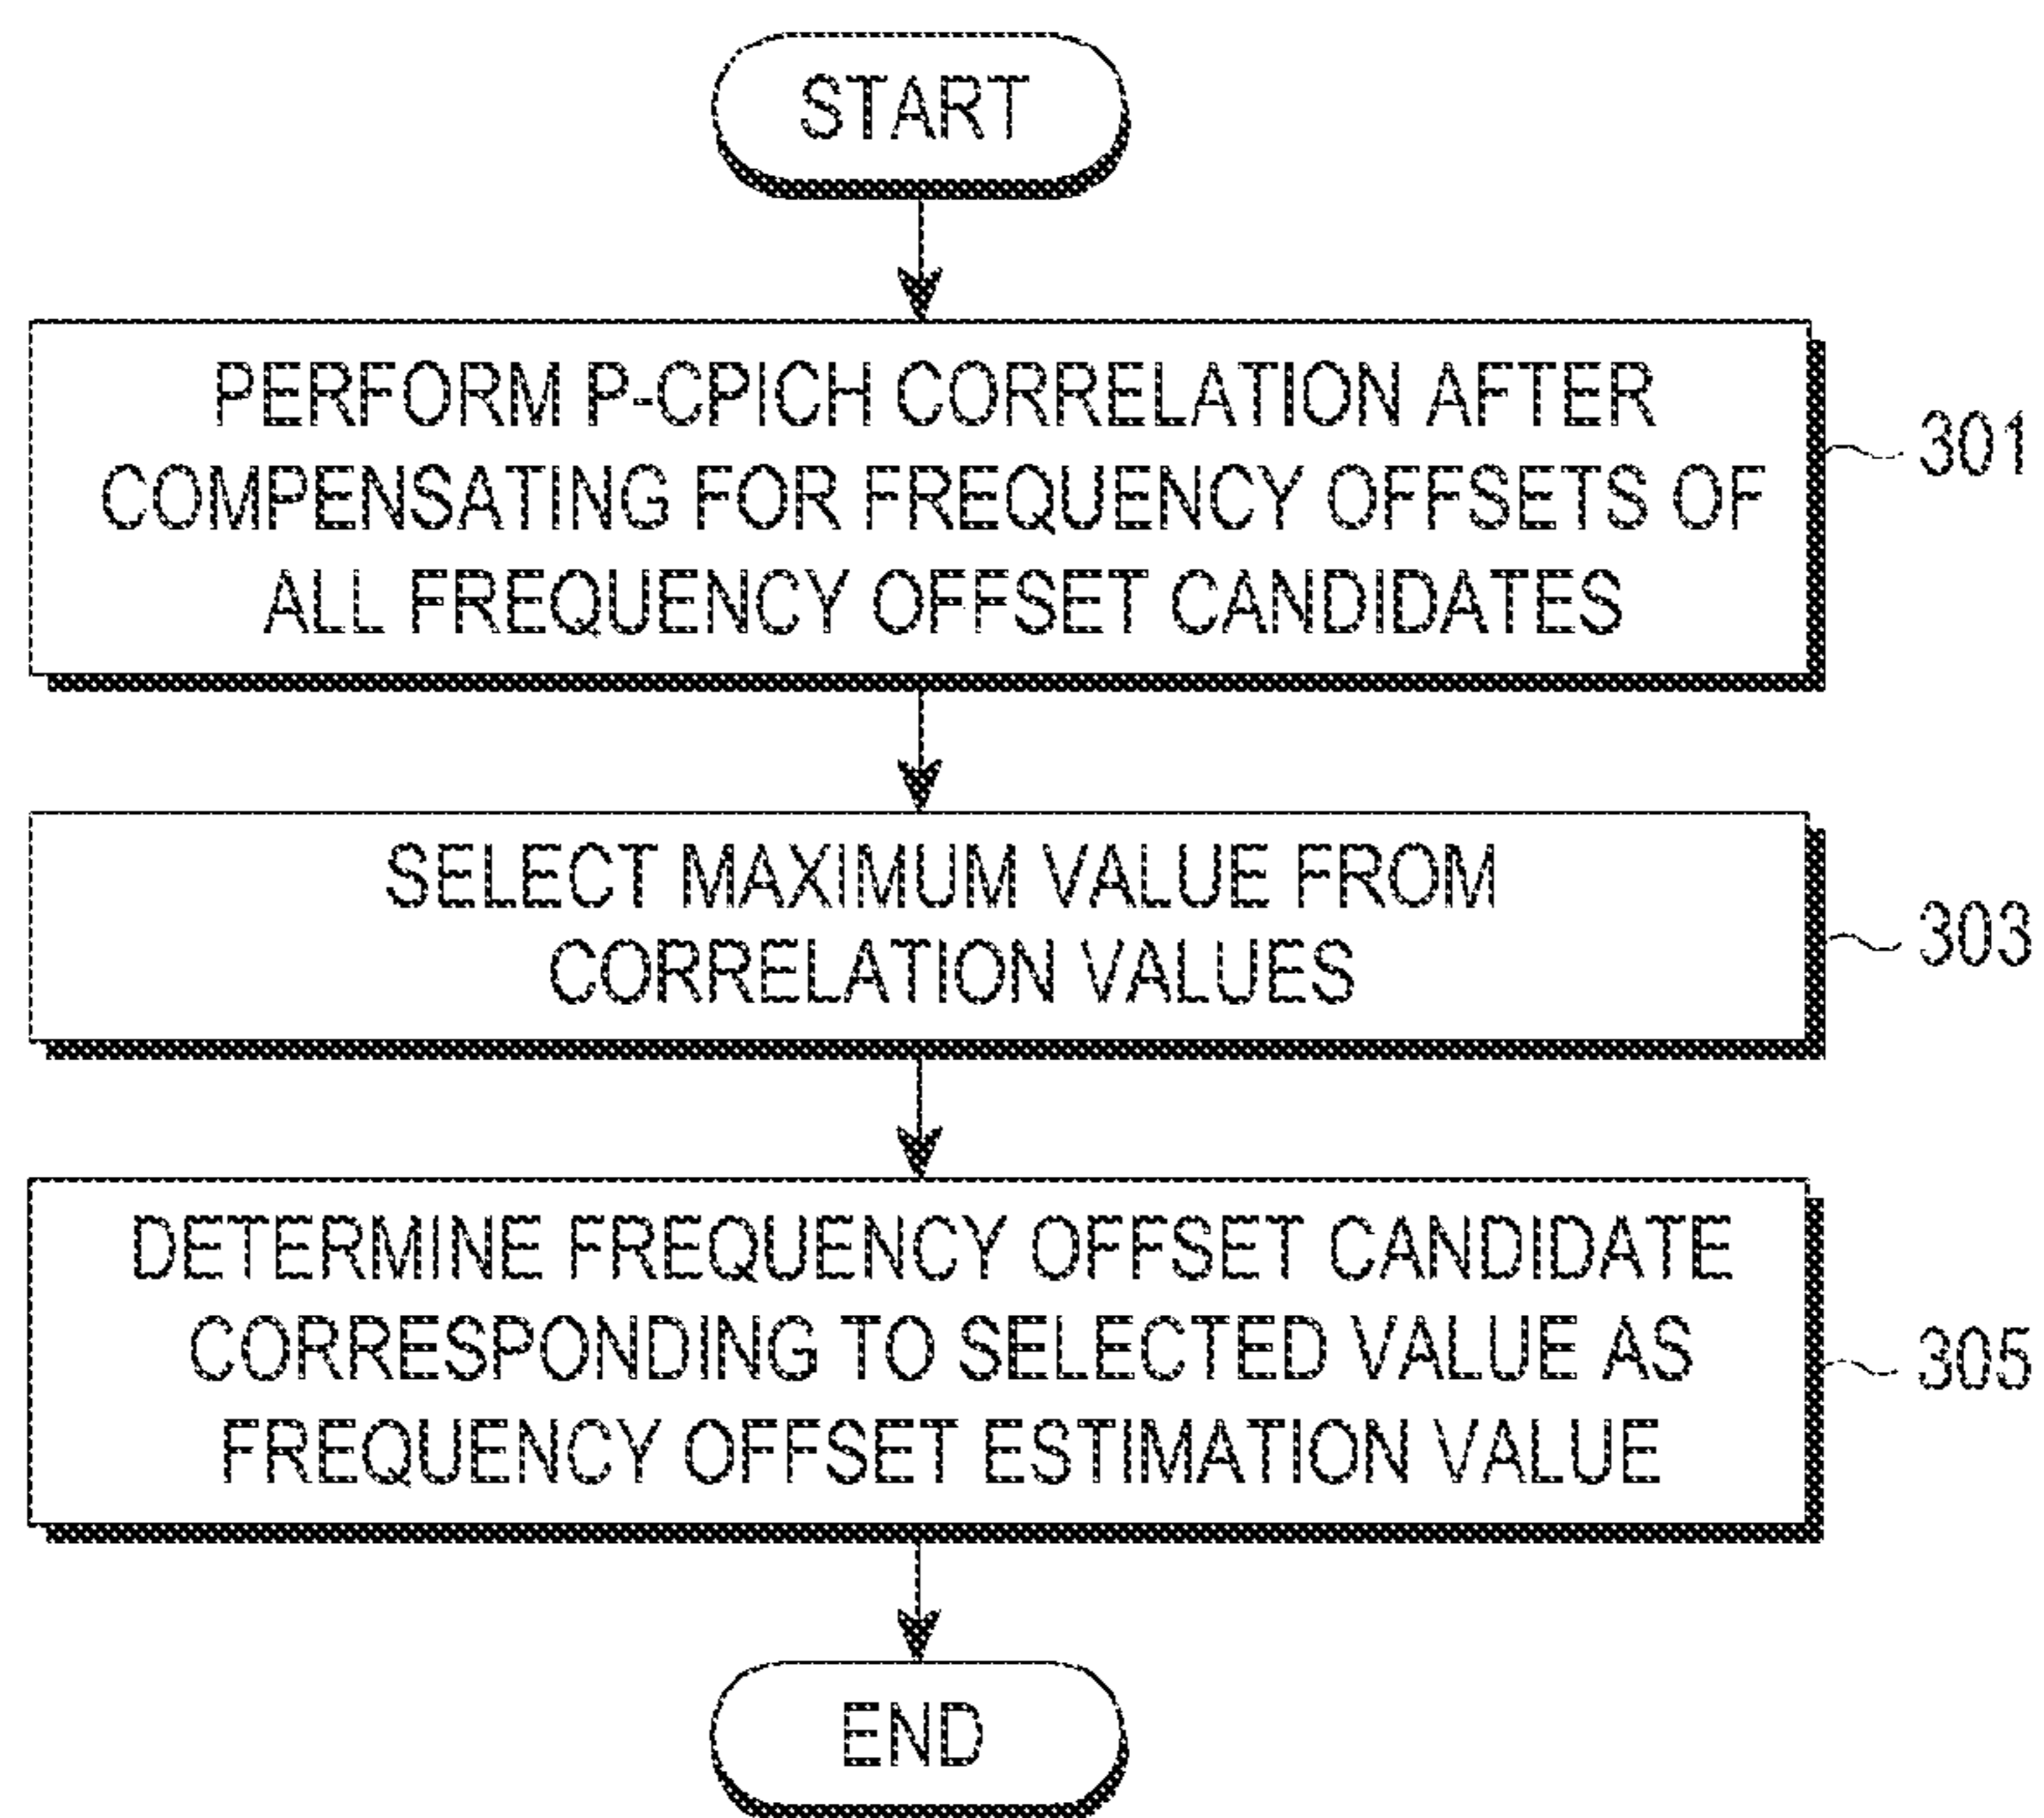 START
PERFORM P-CPICH CORRELATION AFTER
COMPENSATING FOR FREQUENCY OFFSETS OF
ALL FREQUENCY OFFSET CANDIDATES
301
SELECT MAXIMUM VALUE FROM
CORRELATION VALUES
303
DETERMINE FREQUENCY OFFSET CANDIDATE
CORRESPONDING TO SELECTED VALUE AS
FREQUENCY OFFSET ESTIMATION VALUE
305
END